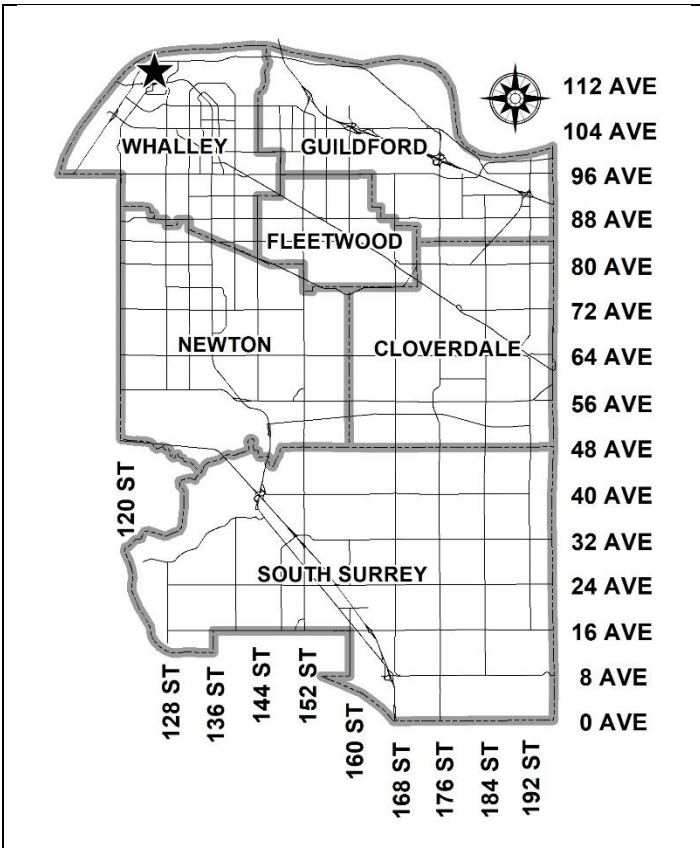 112 AVE
104 AVE
WHALLEY
GUILDFORD
96 AVE
88 AVE
FLEETWOOD
80 AVE
72 AVE
NEWTON
CLOVERDALE
64 AVE
56 AVE
48 AVE
120 ST
40 AVE
32 AVE
SOUTH SURREY
24 AVE
16 AVE
8 AVE
128 ST
136 ST
144 ST
152 ST
160 ST
0 AVE
168 ST
176 ST
184 ST
192 ST